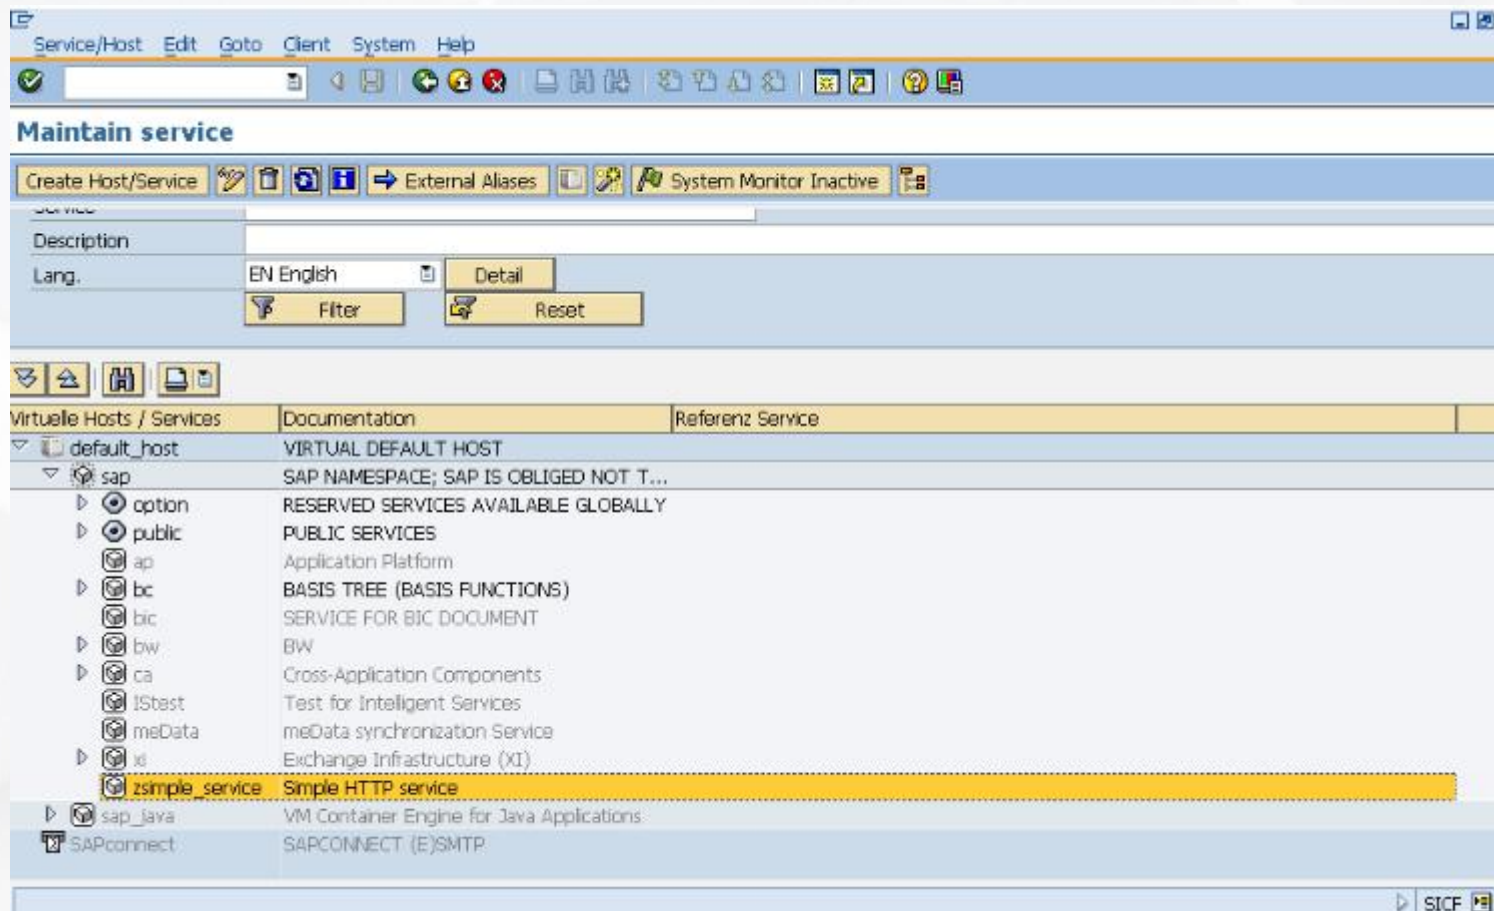 Service/Host Edit Goto Client System Help
Maintain service
Create Host/Service External Aliases System Monitor Inactive
Service
Description
Lang. EN English Detail
Filter Reset
Virtuelle Hosts / Services Documentation Referenz Service
default_host VIRTUAL DEFAULT HOST
sap SAP NAMESPACE; SAP IS OBLIGED NOT T...
option RESERVED SERVICES AVAILABLE GLOBALLY
public PUBLIC SERVICES
ap Application Platform
bc BASIS TREE (BASIS FUNCTIONS)
bic SERVICE FOR BIC DOCUMENT
bw BW
ca Cross-Application Components
IStest Test for Intelligent Services
meData meData synchronization Service
xi Exchange Infrastructure (XI)
zsimple_service Simple HTTP service
sap_java VM Container Engine for Java Applications
SAPconnect SAPCONNECT (E)SMTP
SICF